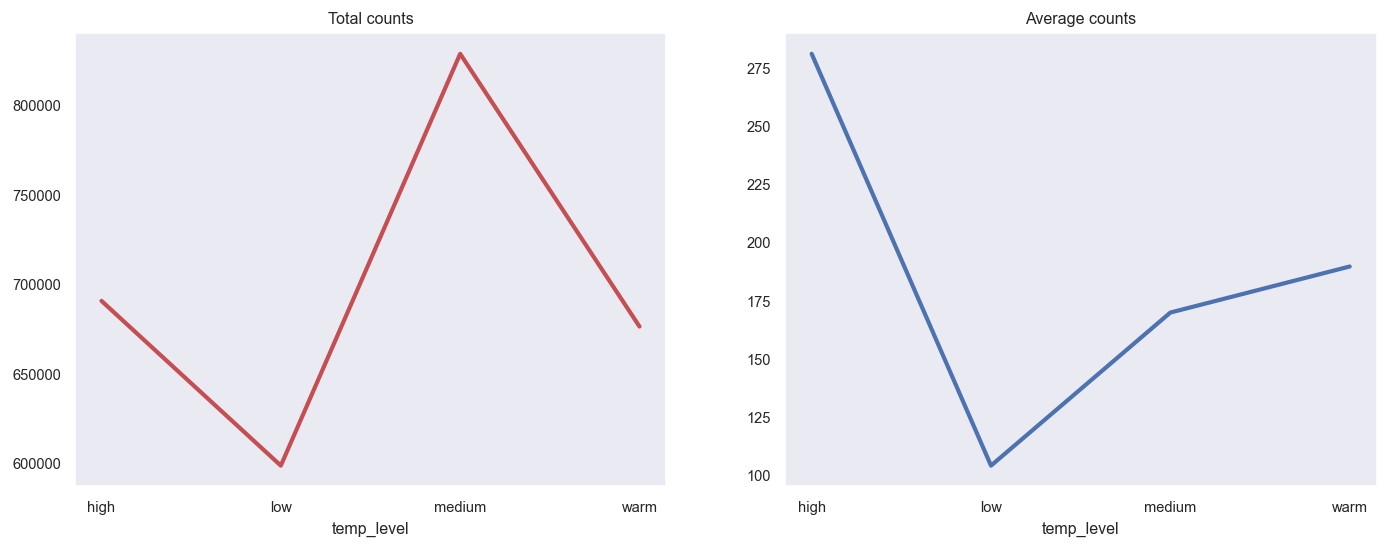 Total counts
800000
750000
700000
650000
600000
high low medium warm
temp_level
Average counts
275
250
225
200
175
150
125
100
high low medium warm
temp_level